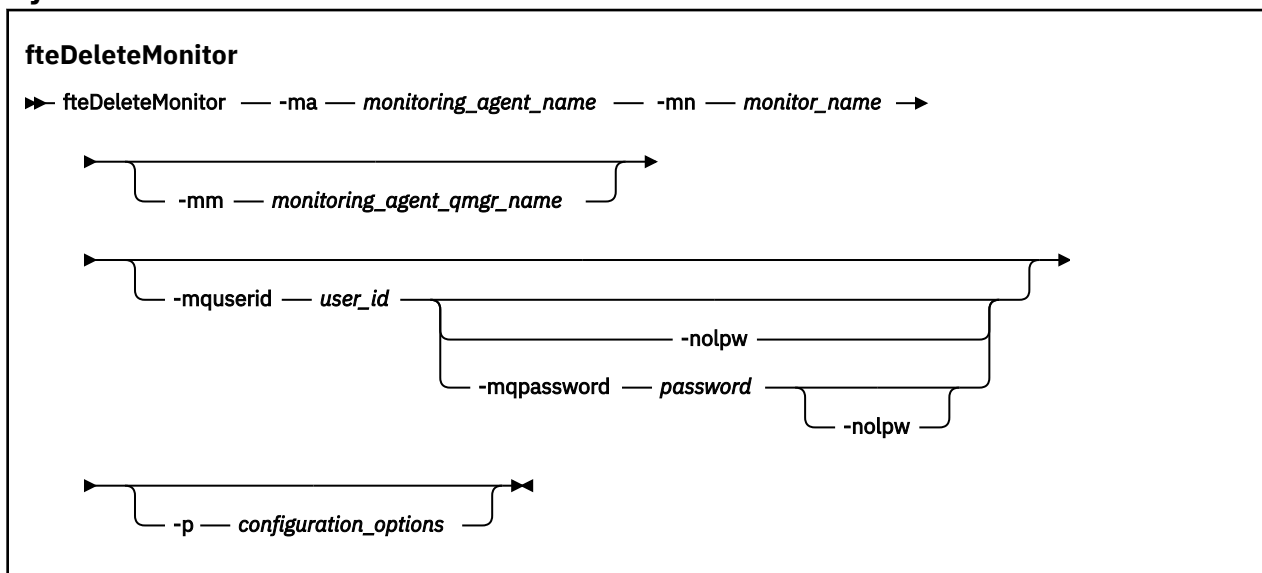 fteDeleteMonitor
fteDeleteMonitor -ma monitoring_agent_name -mn monitor_name
-mm monitoring_agent_qmgr_name
-mquserid user_id
-nolpw
-mqpassword password
-nolpw
-p configuration_options